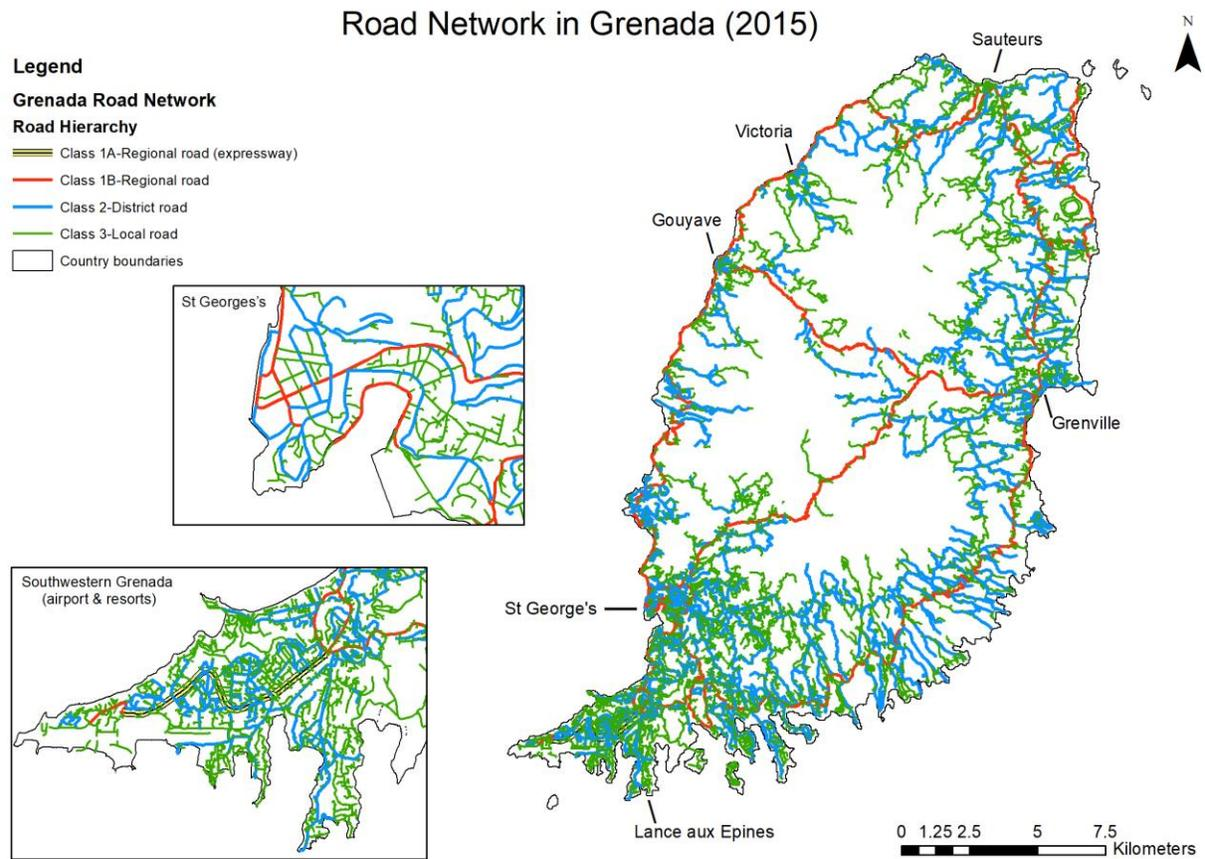 Road Network in Grenada (2015)
N
Legend
Grenada Road Network
Road Hierarchy
Class 1A-Regional road (expressway)
Class 1B-Regional road
Class 2-District road
Class 3-Local road
Country boundaries
Sauteurs
Victoria
Gouyave
Grenville
St George's
Lance aux Epines
St Georges's
Southwestern Grenada
(airport & resorts)
0 1.25 2.5 5 7.5
Kilometers